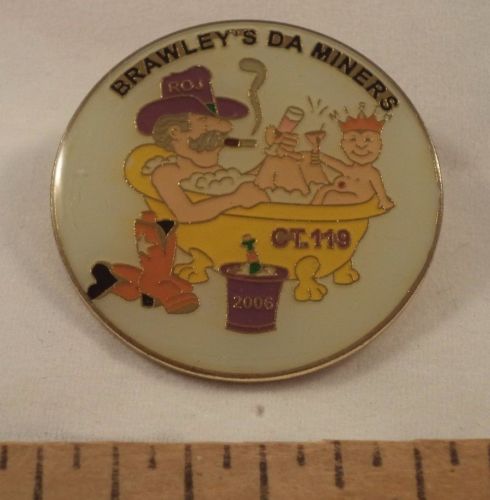 BRAWLEY'S DA MINERS
ROJ
CT.119
2006